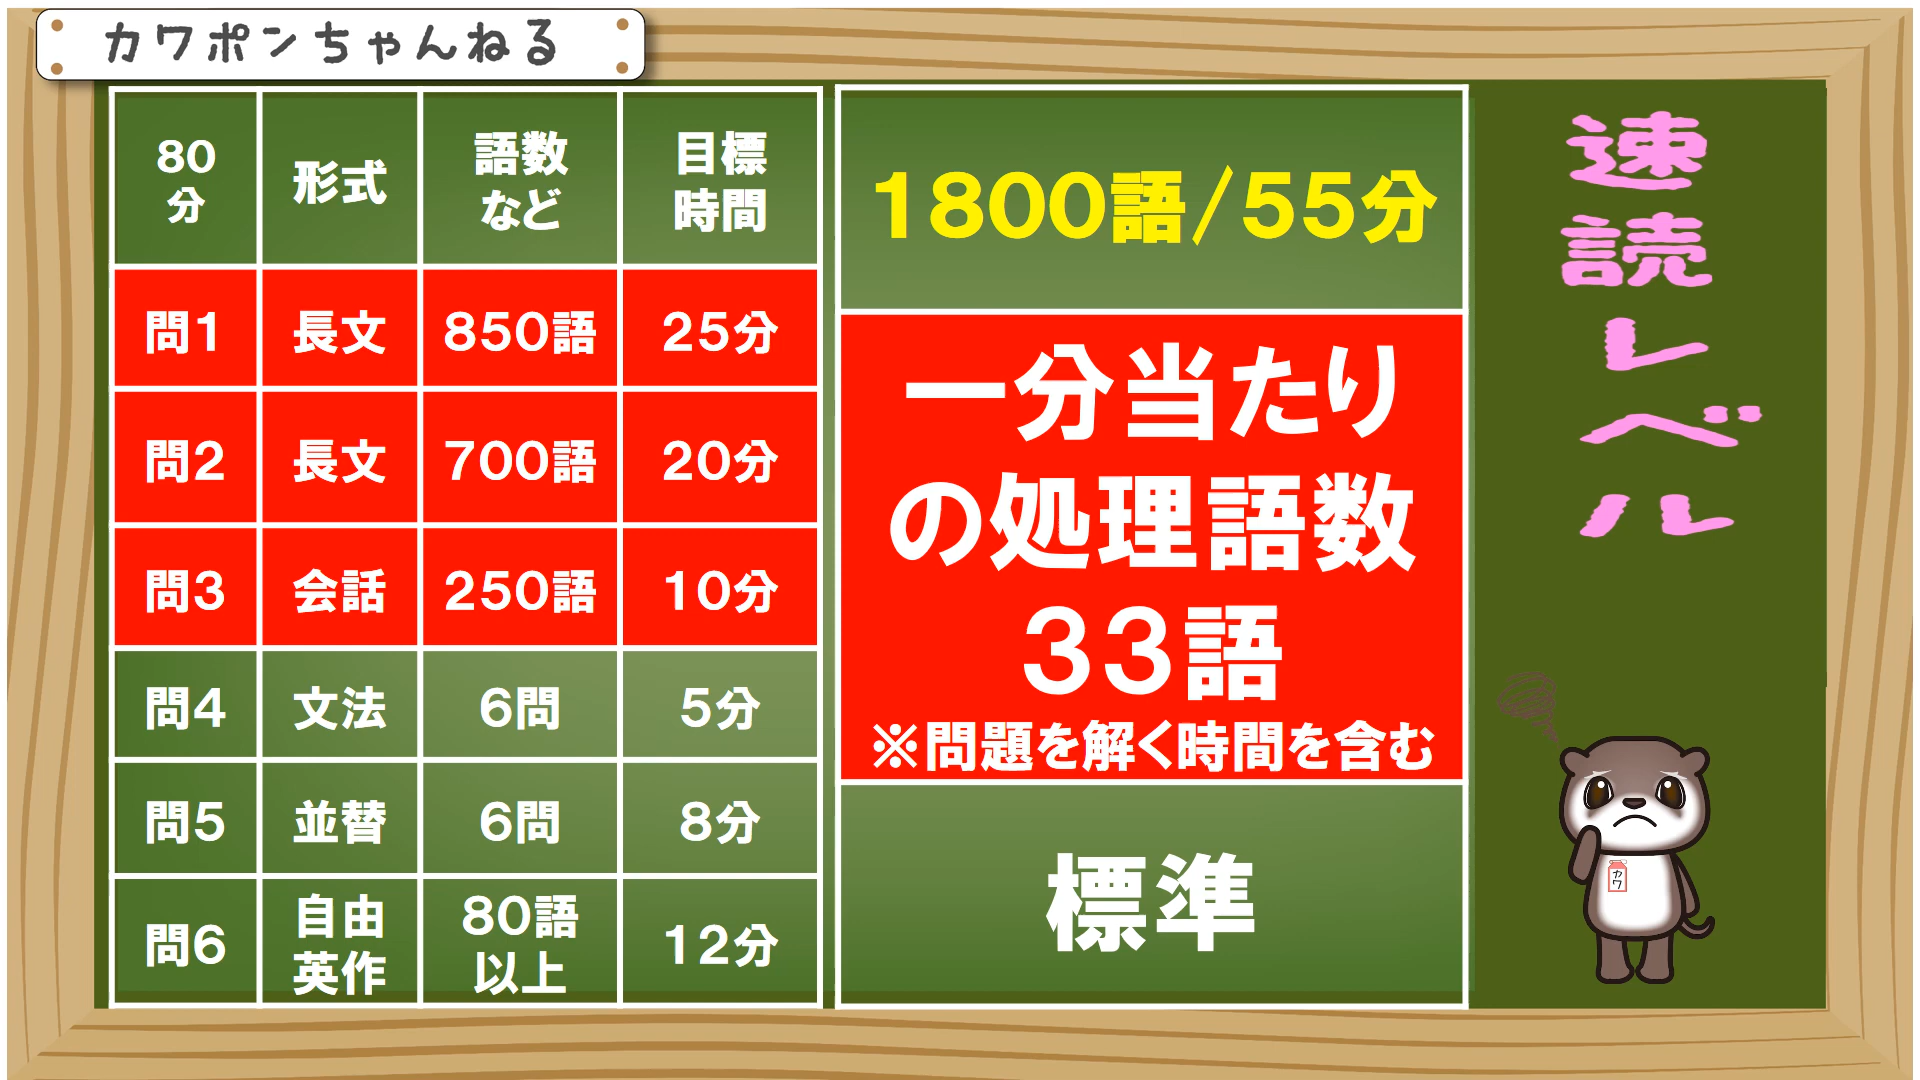 カワポンちゃんねる
80
分
形式
語数
など
目標
時間
問1
長文
850語
25分
問2
長文
700語
20分
問3
会話
250語
10分
問4
文法
6問
5分
問5
並替
6問
8分
問6
自由
英作
80語
以上
12分
1800語/55分
一分当たり
の処理語数
33語
※問題を解く時間を含む
標準
速読レベル
カワ